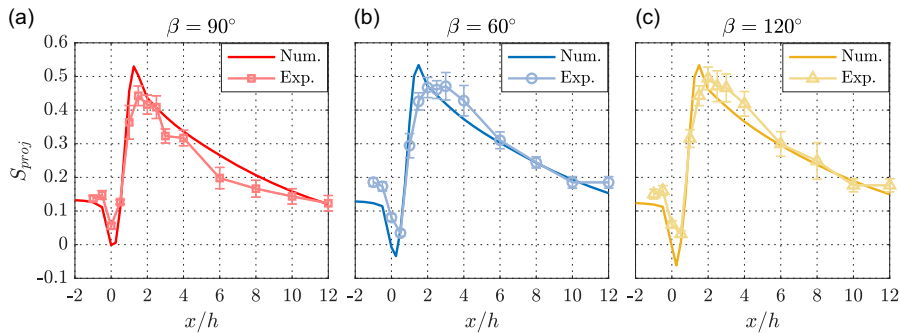 (a) β = 90°
(b) β = 60°
(c) β = 120°
Num.
Exp.
Num.
Exp.
Num.
Exp.
S_proj
0.6
0.5
0.4
0.3
0.2
0.1
0
-0.1
-2 0 2 4 6 8 10 12
-2 0 2 4 6 8 10 12
-2 0 2 4 6 8 10 12
x/h
x/h
x/h